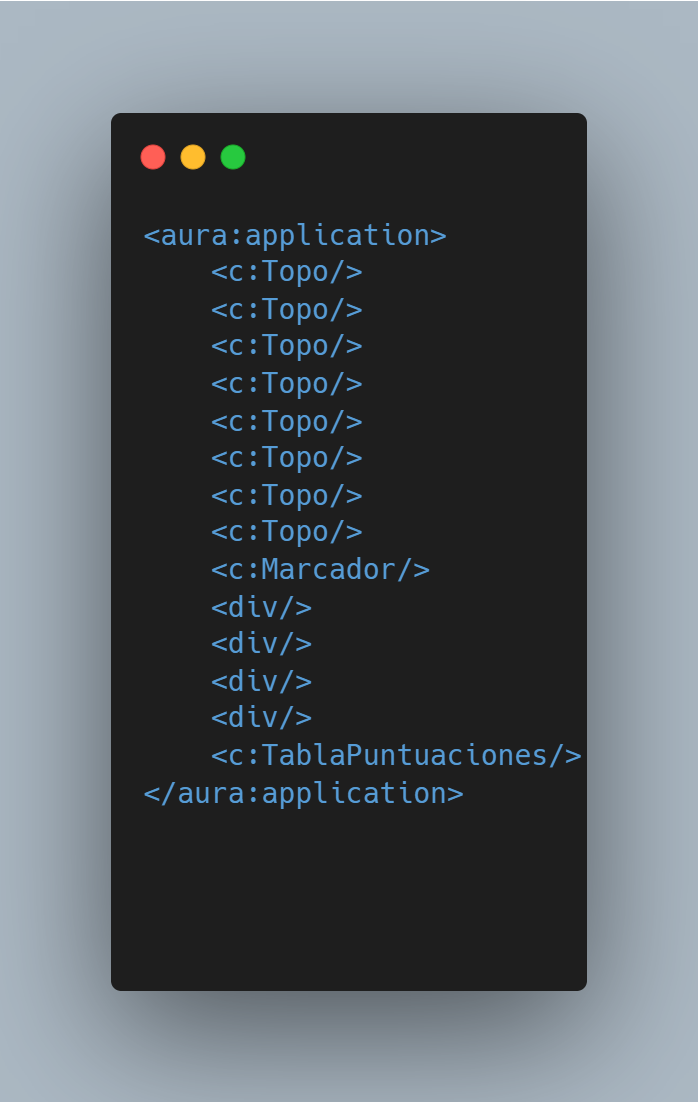 <aura:application>
    <c:Topo/>
    <c:Topo/>
    <c:Topo/>
    <c:Topo/>
    <c:Topo/>
    <c:Topo/>
    <c:Topo/>
    <c:Topo/>
    <c:Marcador/>
    <div/>
    <div/>
    <div/>
    <div/>
    <c:TablaPuntuaciones/>
</aura:application>